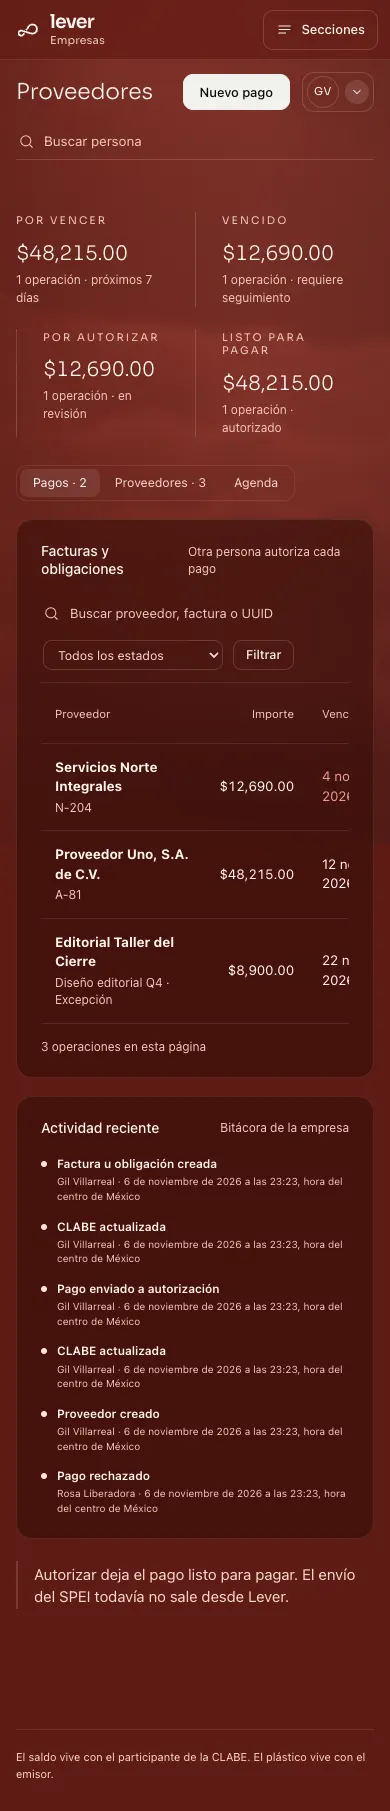 lever
Empresas
Secciones
Proveedores
Nuevo pago
GV
Buscar persona
POR VENCER
$48,215.00
1 operación · próximos 7
días
VENCIDO
$12,690.00
1 operación · requiere
seguimiento
POR AUTORIZAR
$12,690.00
1 operación · en
revisión
LISTO PARA
PAGAR
$48,215.00
1 operación ·
autorizado
Pagos · 2
Proveedores · 3
Agenda
Facturas y
obligaciones
Otra persona autoriza cada
pago
Buscar proveedor, factura o UUID
Todos los estados
Filtrar
Proveedor
Importe
Venc
Servicios Norte
Integrales
N-204
$12,690.00
4 no
2026
Proveedor Uno, S.A.
de C.V.
A-81
$48,215.00
12 n
2026
Editorial Taller del
Cierre
Diseño editorial Q4 ·
Excepción
$8,900.00
22 n
2026
3 operaciones en esta página
Actividad reciente
Bitácora de la empresa
Factura u obligación creada
Gil Villarreal · 6 de noviembre de 2026 a las 23:23, hora del
centro de México
CLABE actualizada
Gil Villarreal · 6 de noviembre de 2026 a las 23:23, hora del
centro de México
Pago enviado a autorización
Gil Villarreal · 6 de noviembre de 2026 a las 23:23, hora del
centro de México
CLABE actualizada
Gil Villarreal · 6 de noviembre de 2026 a las 23:23, hora del
centro de México
Proveedor creado
Gil Villarreal · 6 de noviembre de 2026 a las 23:23, hora del
centro de México
Pago rechazado
Rosa Liberadora · 6 de noviembre de 2026 a las 23:23, hora
del centro de México
Autorizar deja el pago listo para pagar. El envío
del SPEI todavía no sale desde Lever.
El saldo vive con el participante de la CLABE. El plástico vive con el
emisor.